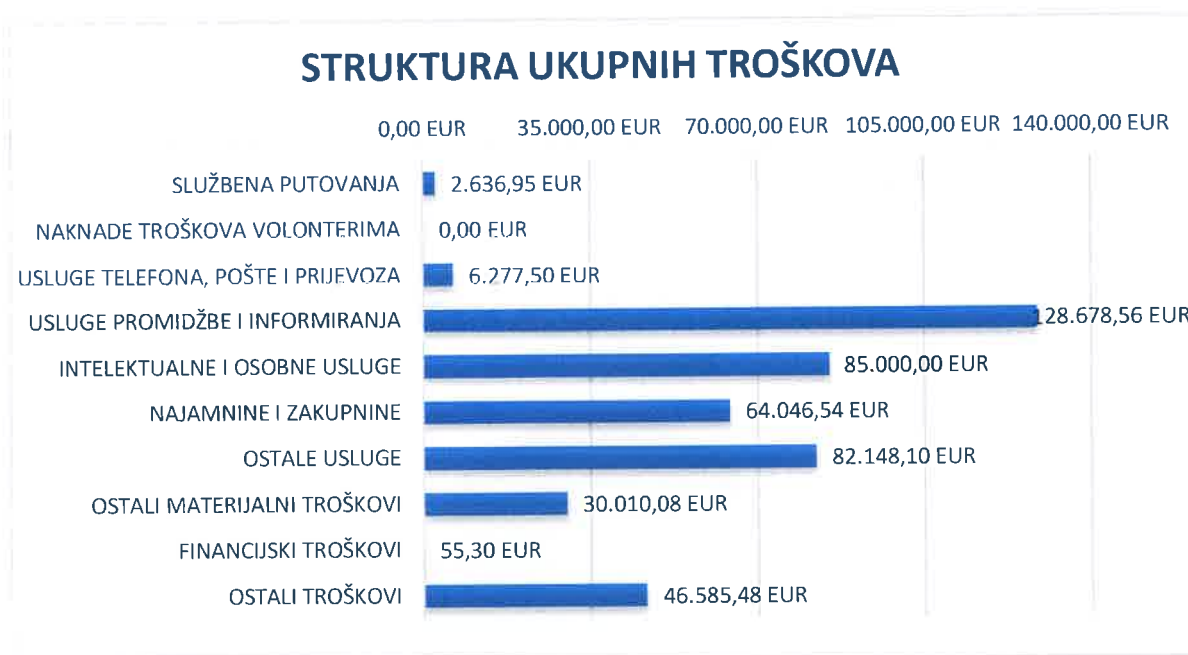 STRUKTURA UKUPNIH TROŠKOVA
0,00 EUR 35.000,00 EUR 70.000,00 EUR 105.000,00 EUR 140.000,00 EUR
SLUŽBENA PUTOVANJA 2.636,95 EUR
NAKNADE TROŠKOVA VOLONTERIMA 0,00 EUR
USLUGE TELEFONA, POŠTE I PRIJEVOZA 6.277,50 EUR
USLUGE PROMIDŽBE I INFORMIRANJA 128.678,56 EUR
INTELEKTUALNE I OSOBNE USLUGE 85.000,00 EUR
NAJAMNINE I ZAKUPNINE 64.046,54 EUR
OSTALE USLUGE 82.148,10 EUR
OSTALI MATERIJALNI TROŠKOVI 30.010,08 EUR
FINANCIJSKI TROŠKOVI 55,30 EUR
OSTALI TROŠKOVI 46.585,48 EUR